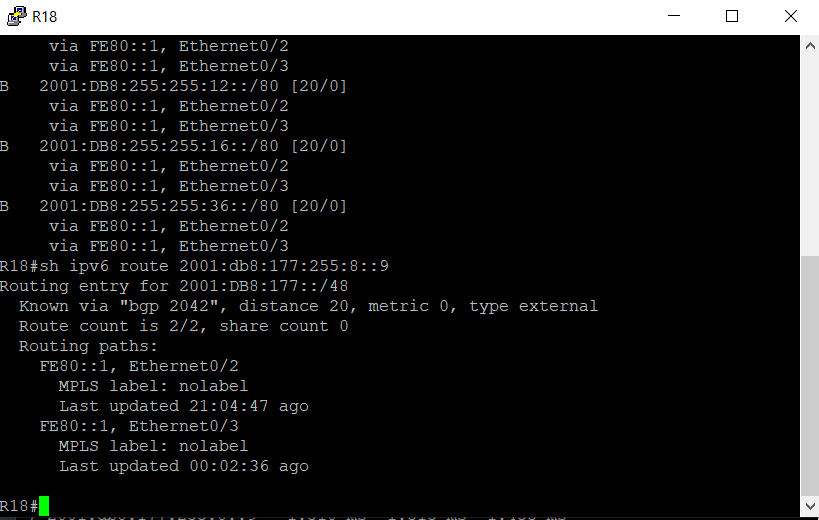 R18
     via FE80::1, Ethernet0/2
     via FE80::1, Ethernet0/3
B   2001:DB8:255:255:12::/80 [20/0]
     via FE80::1, Ethernet0/2
     via FE80::1, Ethernet0/3
B   2001:DB8:255:255:16::/80 [20/0]
     via FE80::1, Ethernet0/2
     via FE80::1, Ethernet0/3
B   2001:DB8:255:255:36::/80 [20/0]
     via FE80::1, Ethernet0/2
     via FE80::1, Ethernet0/3
R18#sh ipv6 route 2001:db8:177:255:8::9
Routing entry for 2001:DB8:177::/48
  Known via "bgp 2042", distance 20, metric 0, type external
  Route count is 2/2, share count 0
  Routing paths:
    FE80::1, Ethernet0/2
      MPLS label: nolabel
      Last updated 21:04:47 ago
    FE80::1, Ethernet0/3
      MPLS label: nolabel
      Last updated 00:02:36 ago
R18#